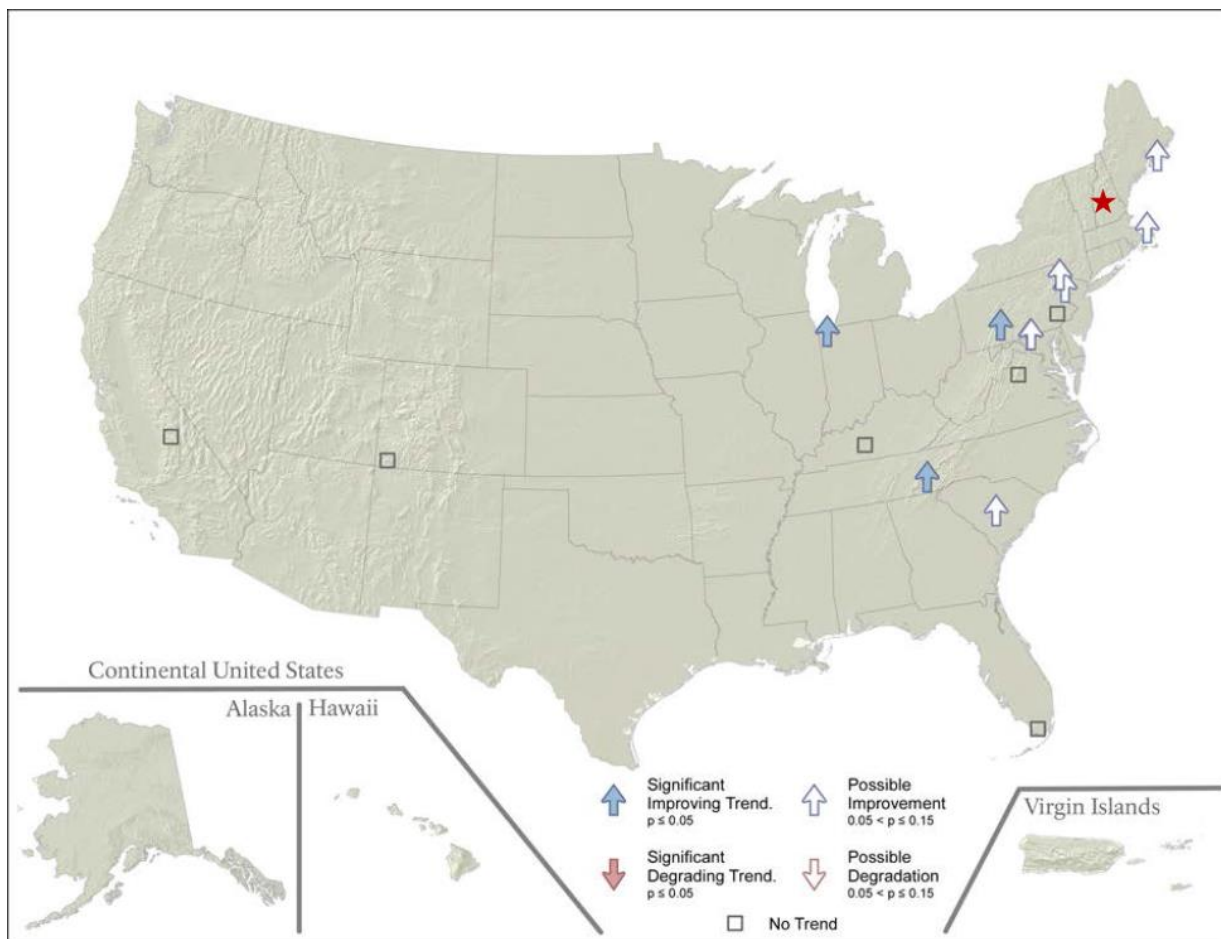 Continental United States
Alaska
Hawaii
Significant
Improving Trend.
p ≤ 0.05
Possible
Improvement
0.05 < p ≤ 0.15
Significant
Degrading Trend.
p ≤ 0.05
Possible
Degradation
0.05 < p ≤ 0.15
No Trend
Virgin Islands